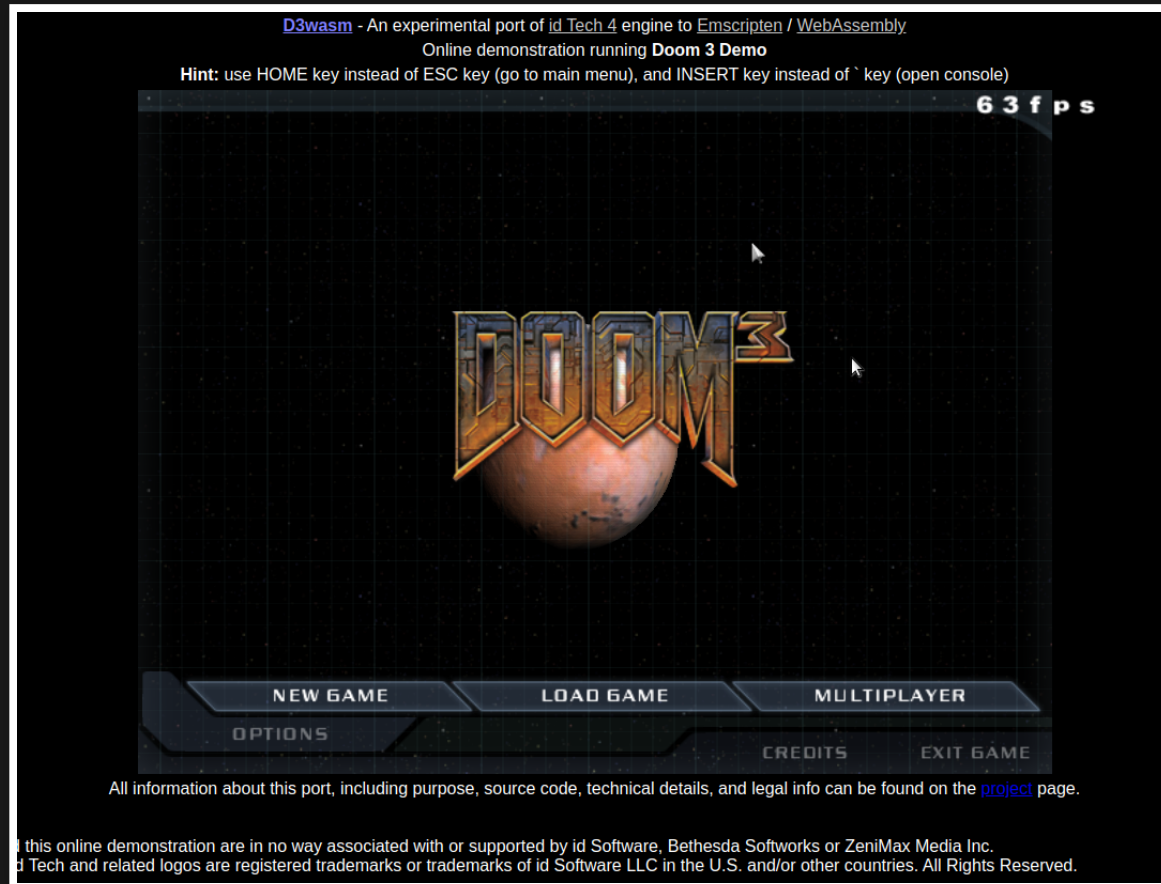 D3wasm - An experimental port of id Tech 4 engine to Emscripten / WebAssembly
Online demonstration running Doom 3 Demo
Hint: use HOME key instead of ESC key (go to main menu), and INSERT key instead of ` key (open console)
63fps
DOOM 3
NEW GAME
LOAD GAME
MULTIPLAYER
OPTIONS
CREDITS
EXIT GAME
All information about this port, including purpose, source code, technical details, and legal info can be found on the project page.
this online demonstration are in no way associated with or supported by id Software, Bethesda Softworks or ZeniMax Media Inc.
d Tech and related logos are registered trademarks or trademarks of id Software LLC in the U.S. and/or other countries. All Rights Reserved.